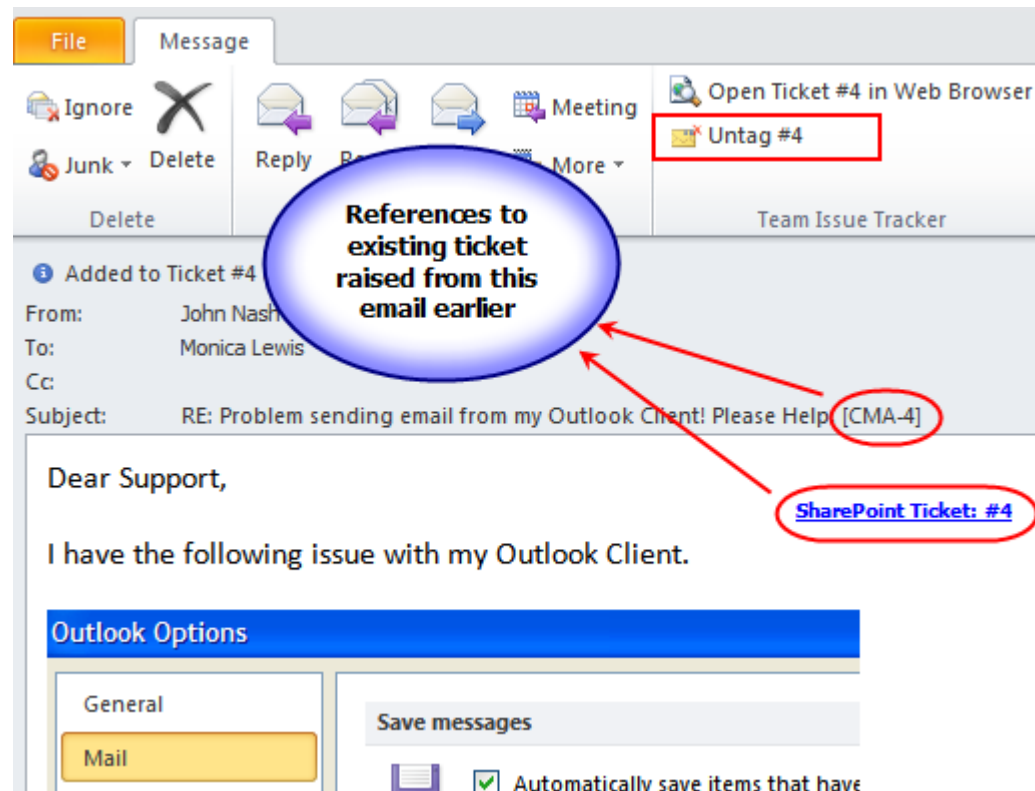 File Message
Ignore
Junk
Delete
Reply
Meeting
More
Open Ticket #4 in Web Browser
Untag #4
Delete
Team Issue Tracker
References to
existing ticket
raised from this
email earlier
Added to Ticket #4
From: John Nash
To: Monica Lewis
Cc:
Subject: RE: Problem sending email from my Outlook Client! Please Help [CMA-4]
Dear Support,
SharePoint Ticket: #4
I have the following issue with my Outlook Client.
Outlook Options
General
Save messages
Mail
Automatically save items that have